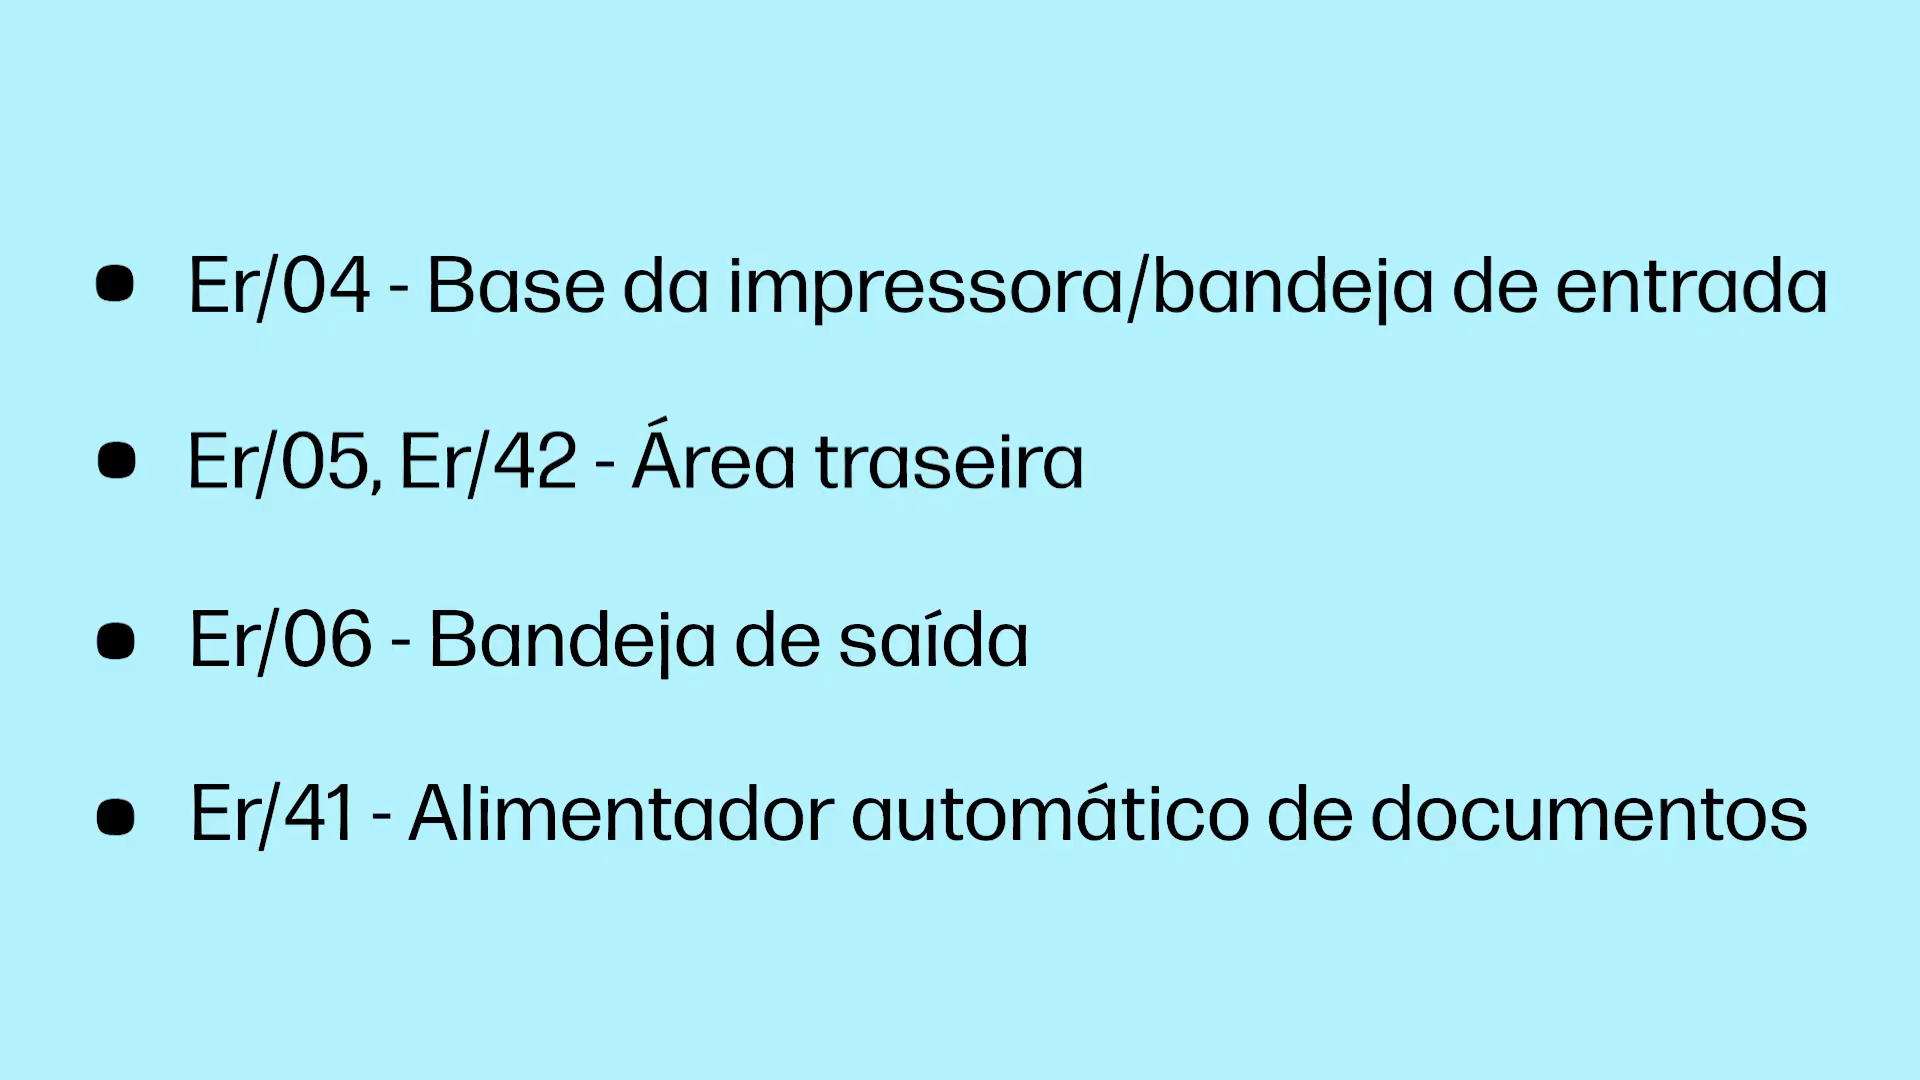 • Er/04 - Base da impressora/bandeja de entrada
• Er/05, Er/42 - Área traseira
• Er/06 - Bandeja de saída
• Er/41 - Alimentador automático de documentos